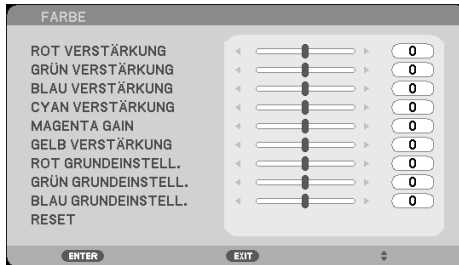 FARBE
ROT VERSTÄRKUNG 0
GRÜN VERSTÄRKUNG 0
BLAU VERSTÄRKUNG 0
CYAN VERSTÄRKUNG 0
MAGENTA GAIN 0
GELB VERSTÄRKUNG 0
ROT GRUNDEINSTELL. 0
GRÜN GRUNDEINSTELL. 0
BLAU GRUNDEINSTELL. 0
RESET
ENTER EXIT